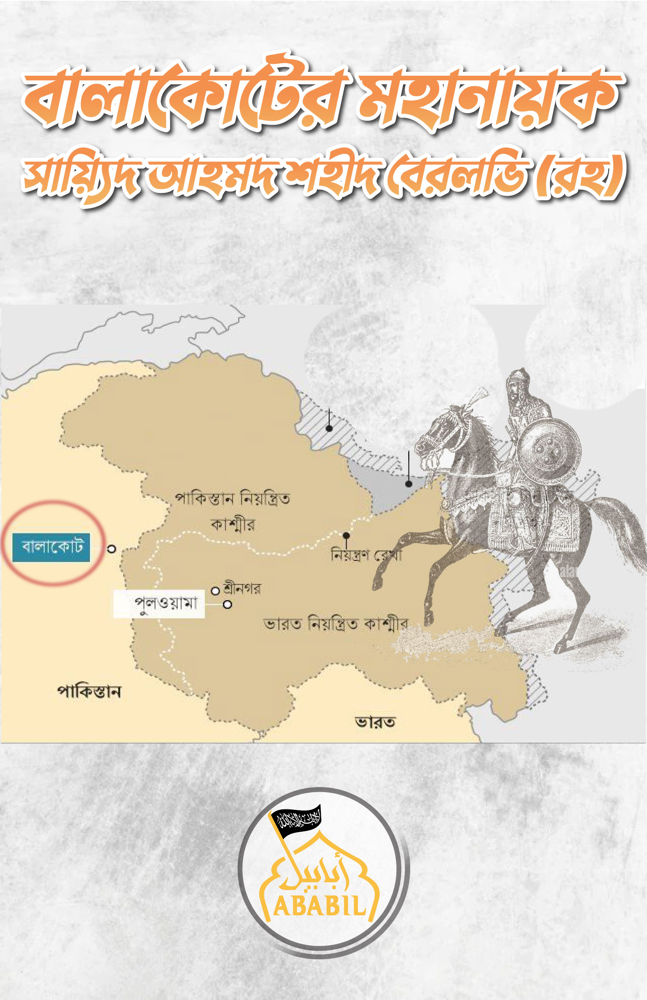 বালাকোটের মহানায়ক
সায়্যিদ আহমদ শহীদ বেরলভি (রহ)
পাকিস্তান নিয়ন্ত্রিত
কাশ্মীর
বালাকোট
নিয়ন্ত্রণ রেখা
শ্রীনগর
পুলওয়ামা
ভারত নিয়ন্ত্রিত কাশ্মীর
পাকিস্তান
ভারত
أبابيل
ABABIL